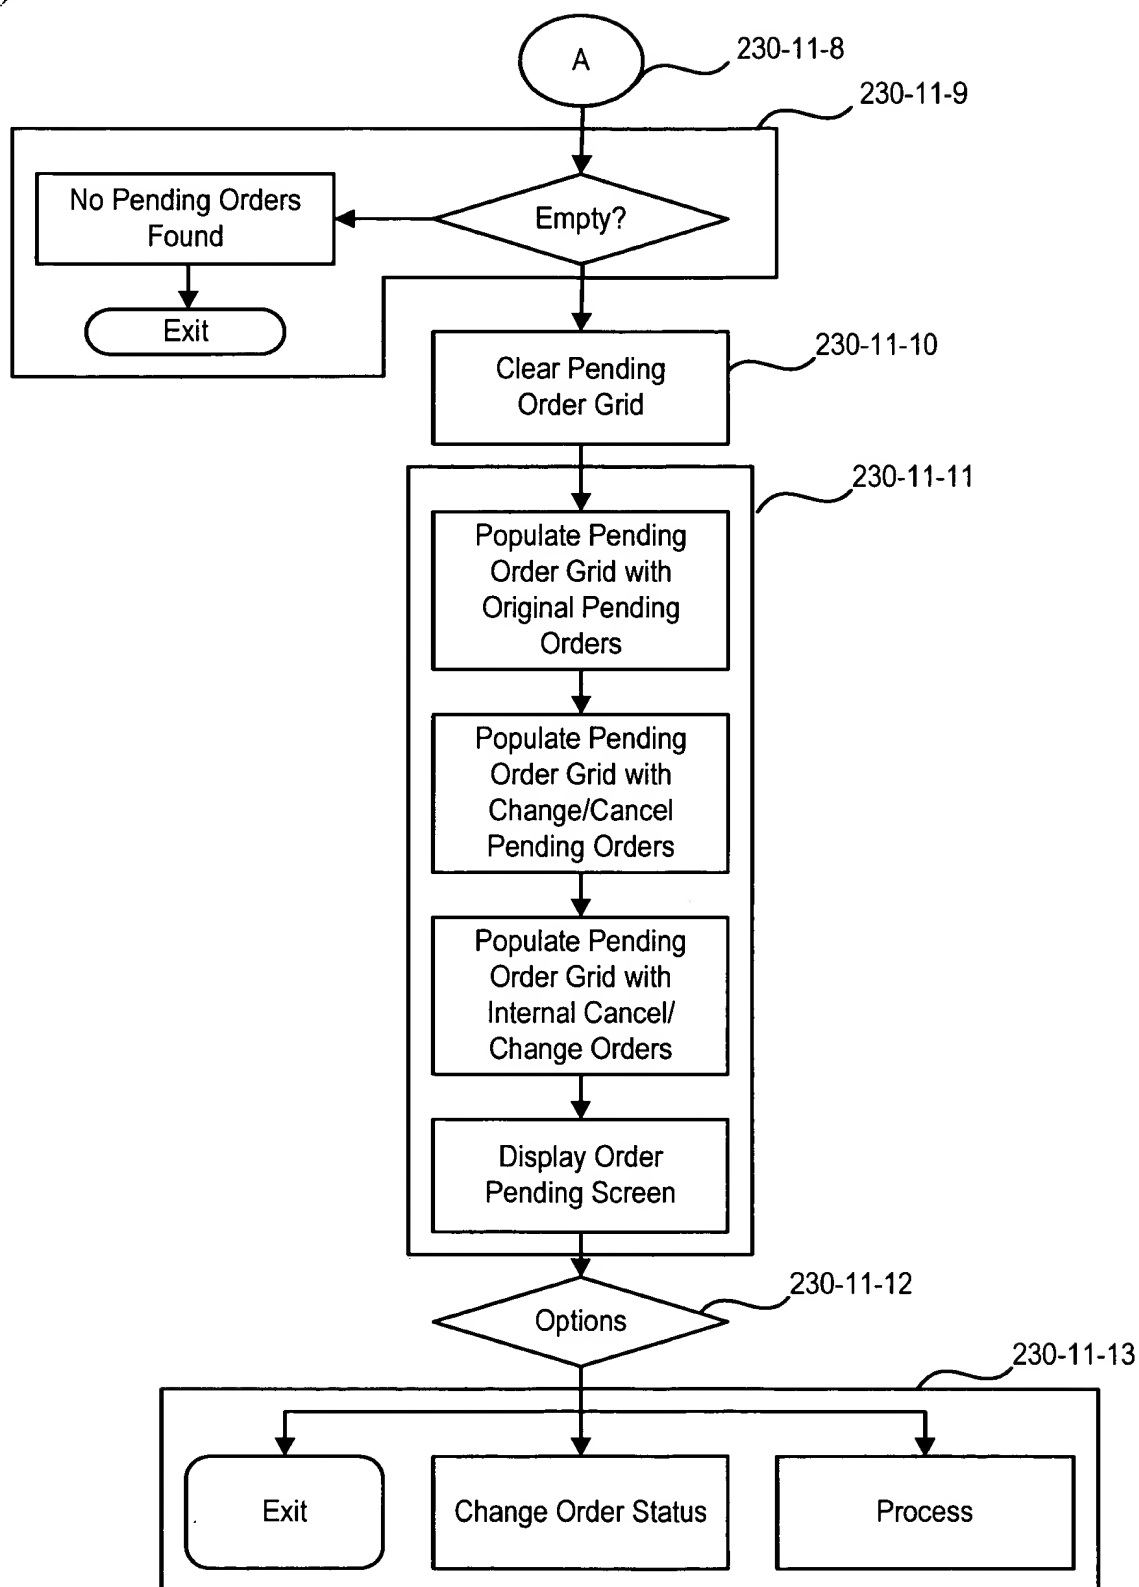 A
230-11-8
230-11-9
No Pending Orders
Found
Empty?
Exit
230-11-10
Clear Pending
Order Grid
230-11-11
Populate Pending
Order Grid with
Original Pending
Orders
Populate Pending
Order Grid with
Change/Cancel
Pending Orders
Populate Pending
Order Grid with
Internal Cancel/
Change Orders
Display Order
Pending Screen
230-11-12
Options
230-11-13
Exit
Change Order Status
Process